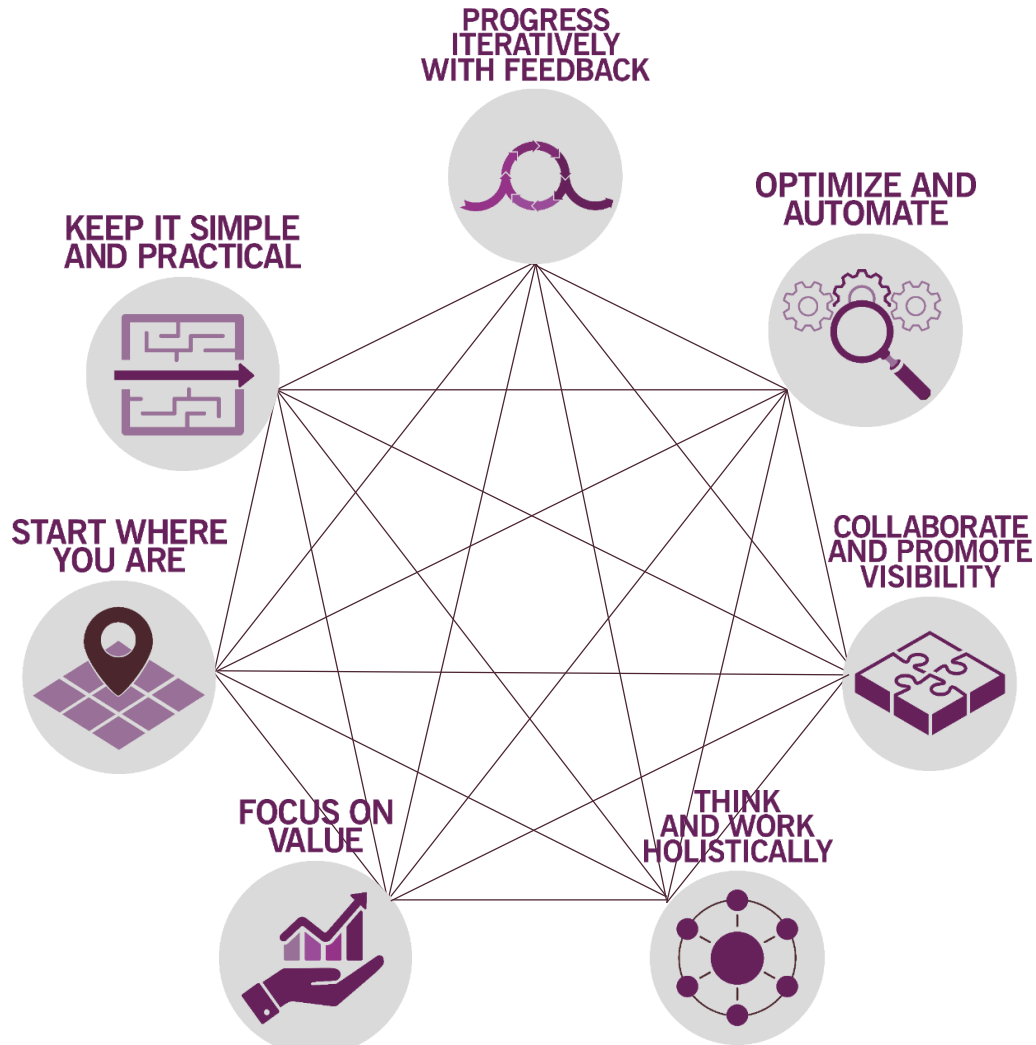 PROGRESS
ITERATIVELY
WITH FEEDBACK
OPTIMIZE AND
AUTOMATE
KEEP IT SIMPLE
AND PRACTICAL
START WHERE
YOU ARE
COLLABORATE
AND PROMOTE
VISIBILITY
FOCUS ON
VALUE
THINK
AND WORK
HOLISTICALLY